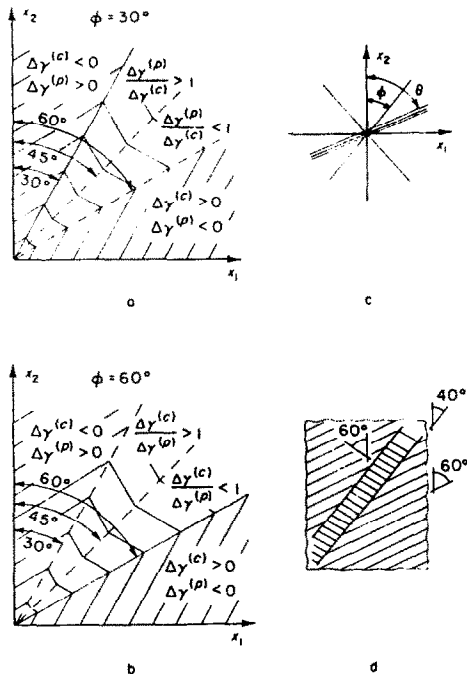 x₂
ϕ = 30°
Δγ⁽ᶜ⁾ < 0
Δγ⁽ᵖ⁾ > 0
Δγ⁽ᵖ⁾/Δγ⁽ᶜ⁾ > 1
Δγ⁽ᵖ⁾/Δγ⁽ᶜ⁾ < 1
60°
45°
30°
Δγ⁽ᶜ⁾ > 0
Δγ⁽ᵖ⁾ < 0
x₁
a
x₂
ϕ
θ
x₁
c
x₂
ϕ = 60°
Δγ⁽ᶜ⁾ < 0
Δγ⁽ᵖ⁾ > 0
Δγ⁽ᶜ⁾/Δγ⁽ᵖ⁾ > 1
Δγ⁽ᶜ⁾/Δγ⁽ᵖ⁾ < 1
60°
45°
30°
Δγ⁽ᶜ⁾ > 0
Δγ⁽ᵖ⁾ < 0
x₁
b
40°
60°
60°
d